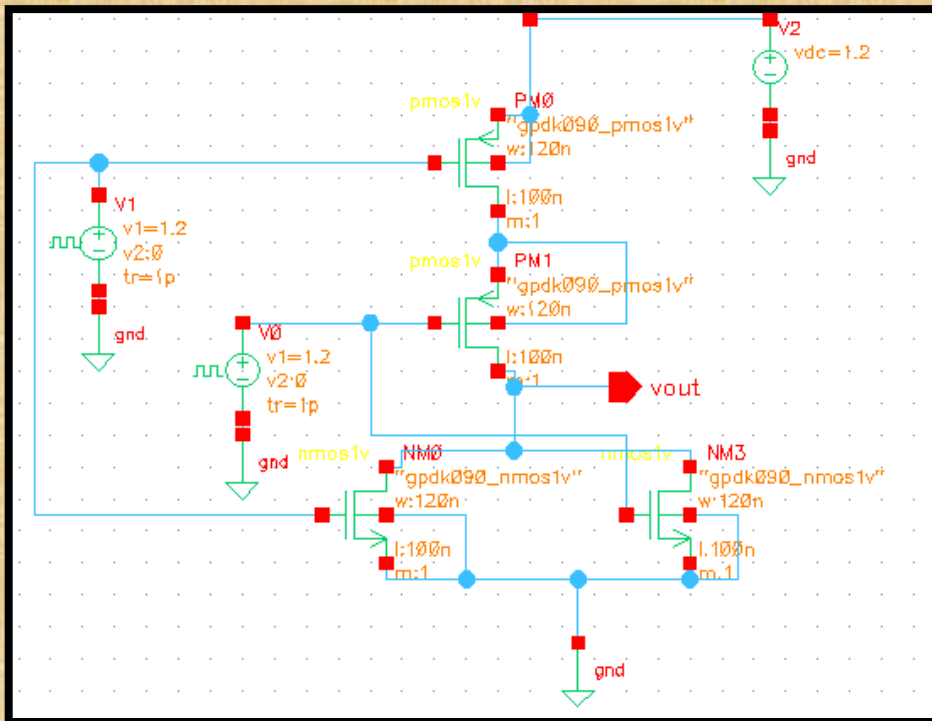 V2
vdc=1.2
gnd
pmos1v
PM0
"gpdk090_pmos1v"
w:120n
l:100n
m:1
V1
v1=1.2
v2:0
tr=1p
gnd
pmos1v
PM1
"gpdk090_pmos1v"
w:120n
l:100n
m:1
V0
v1=1.2
v2:0
tr=1p
gnd
vout
nmos1v
NM0
"gpdk090_nmos1v"
w:120n
l:100n
m:1
nmos1v
NM3
"gpdk090_nmos1v"
w:120n
l:100n
m:1
gnd